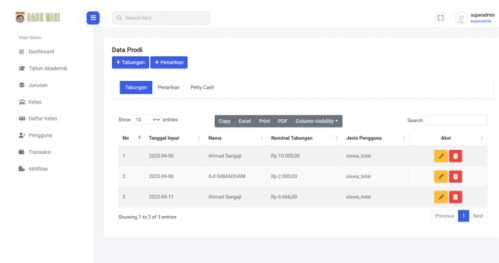 BANK MINI
Search here...
superadmin
superadmin
Main Menu
Dashboard
Tahun Akademik
Jurusan
Kelas
Daftar Kelas
Pengguna
Transaksi
Aktifitas
Data Prodi
+ Tabungan + Penarikan
Tabungan Penarikan Petty Cash
Show 10 entries
Copy Excel Print PDF Column visibility
Search:
No Tanggal Input Nama Nominal Tabungan Jenis Pengguna Aksi
1 2023-04-06 Ahmad Sangaji Rp 10.000,00 siswa_total
2 2023-04-06 AJI RAMADHANI Rp 2.000,00 siswa_total
3 2023-04-11 Ahmad Sangaji Rp 6.666,00 siswa_total
Showing 1 to 3 of 3 entries
Previous 1 Next